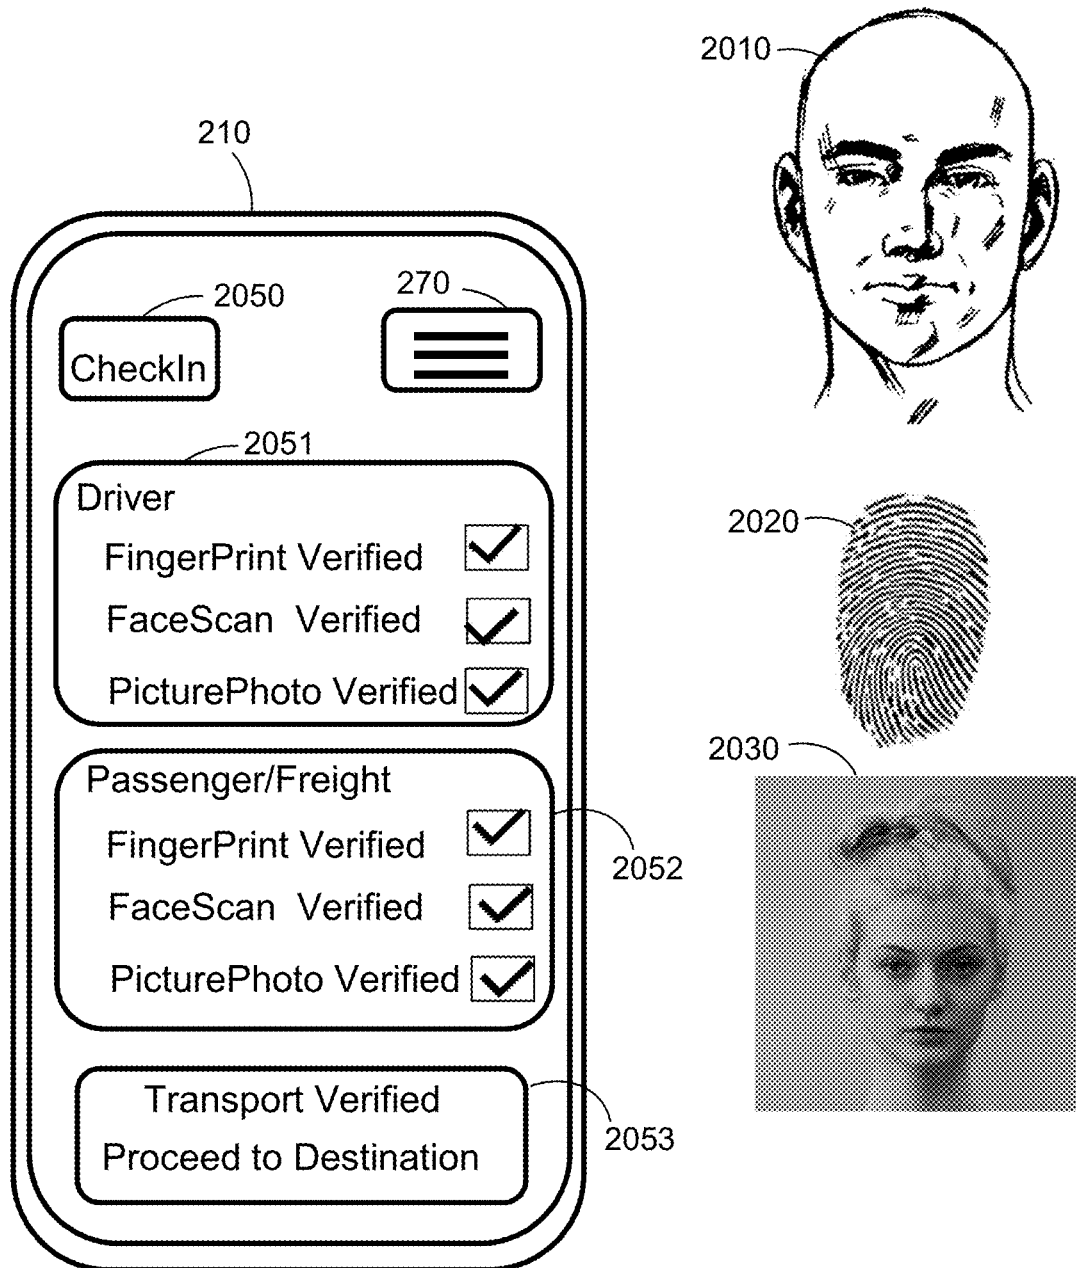 2010
210
2050
270
CheckIn
2051
Driver
FingerPrint Verified
FaceScan Verified
PicturePhoto Verified
2020
2030
Passenger/Freight
FingerPrint Verified
FaceScan Verified
PicturePhoto Verified
2052
Transport Verified
Proceed to Destination
2053